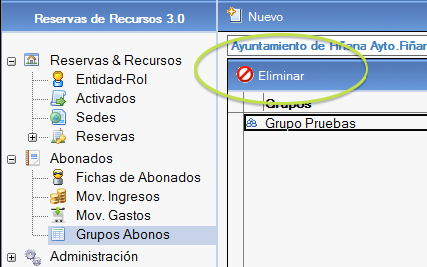 Reservas de Recursos 3.0
Reservas & Recursos
Entidad-Rol
Activados
Sedes
Reservas
Abonados
Fichas de Abonados
Mov. Ingresos
Mov. Gastos
Grupos Abonos
Administración
Nuevo
Ayuntamiento de Fiñana Ayto.Fiñar
Eliminar
Grupos
Grupo Pruebas